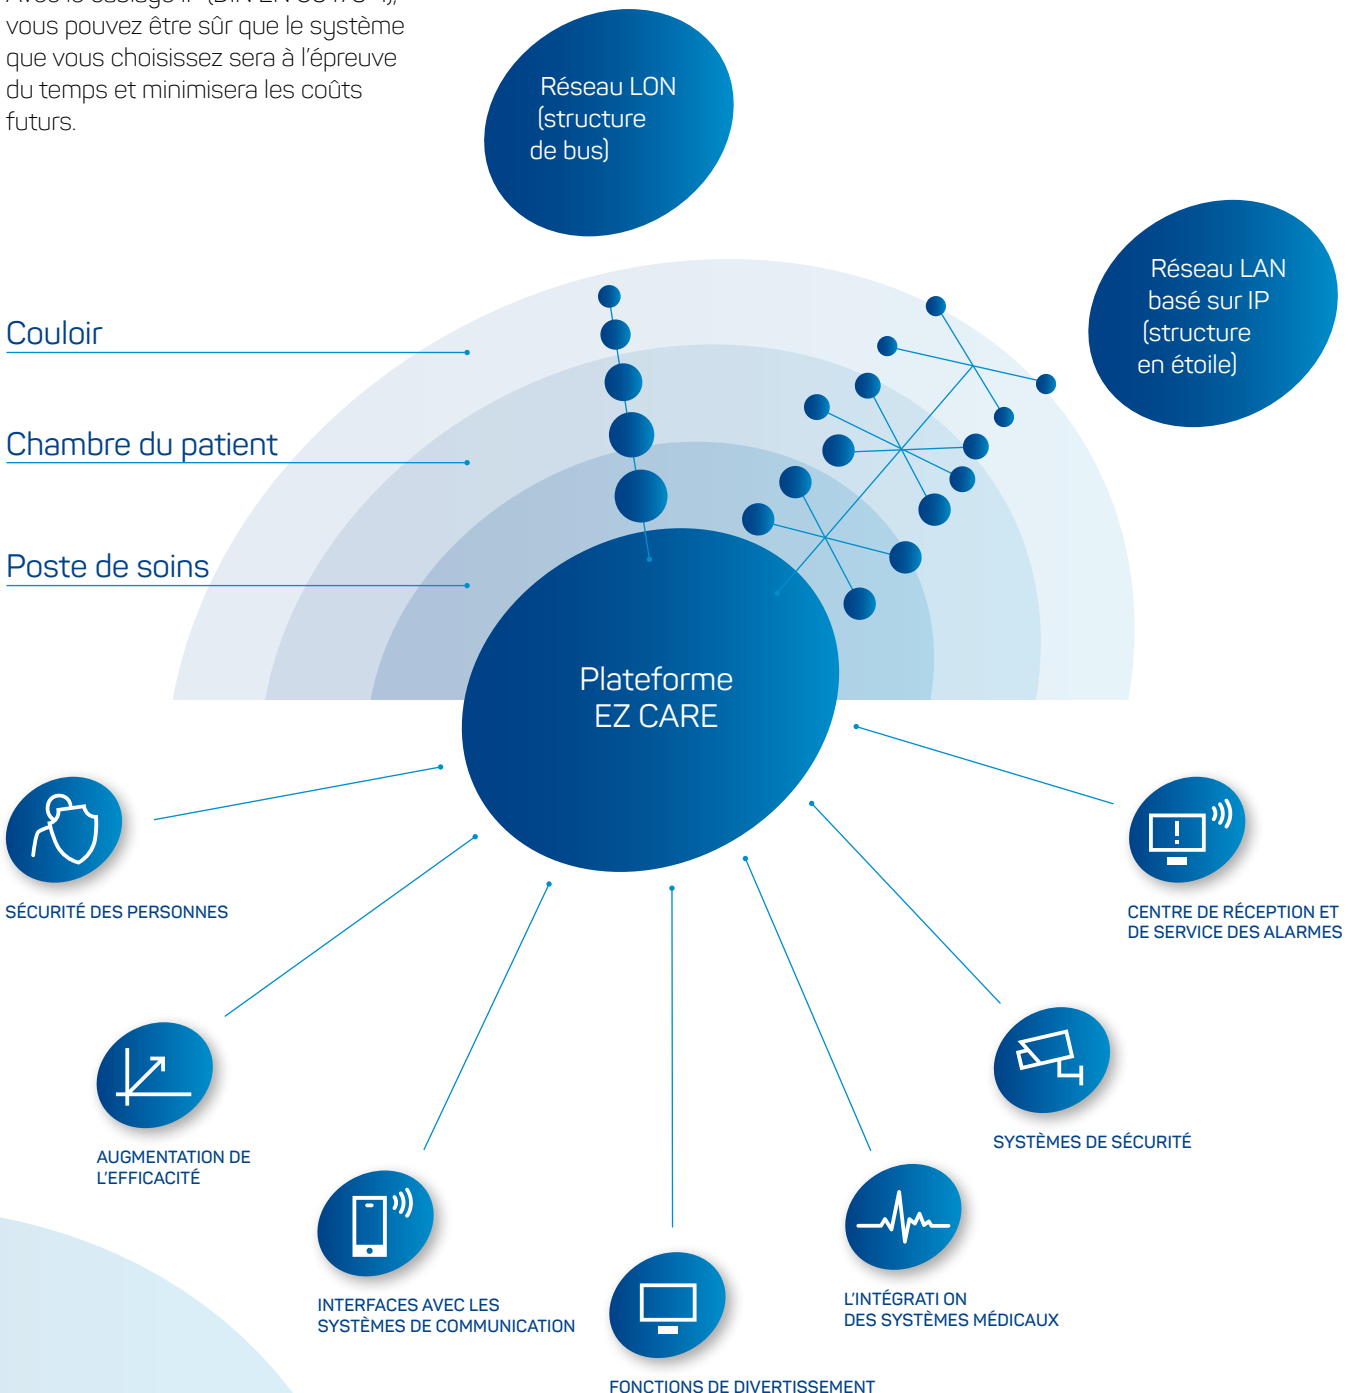 vous pouvez être sûr que le système
que vous choisissez sera à l'épreuve
du temps et minimisera les coûts
futurs.
Réseau LON
(structure
de bus)
Réseau LAN
basé sur IP
(structure
en étoile)
Couloir
Chambre du patient
Poste de soins
Plateforme
EZ CARE
SÉCURITÉ DES PERSONNES
CENTRE DE RÉCEPTION ET
DE SERVICE DES ALARMES
AUGMENTATION DE
L'EFFICACITÉ
SYSTÈMES DE SÉCURITÉ
INTERFACES AVEC LES
SYSTÈMES DE COMMUNICATION
L'INTÉGRATI ON
DES SYSTÈMES MÉDICAUX
FONCTIONS DE DIVERTISSEMENT